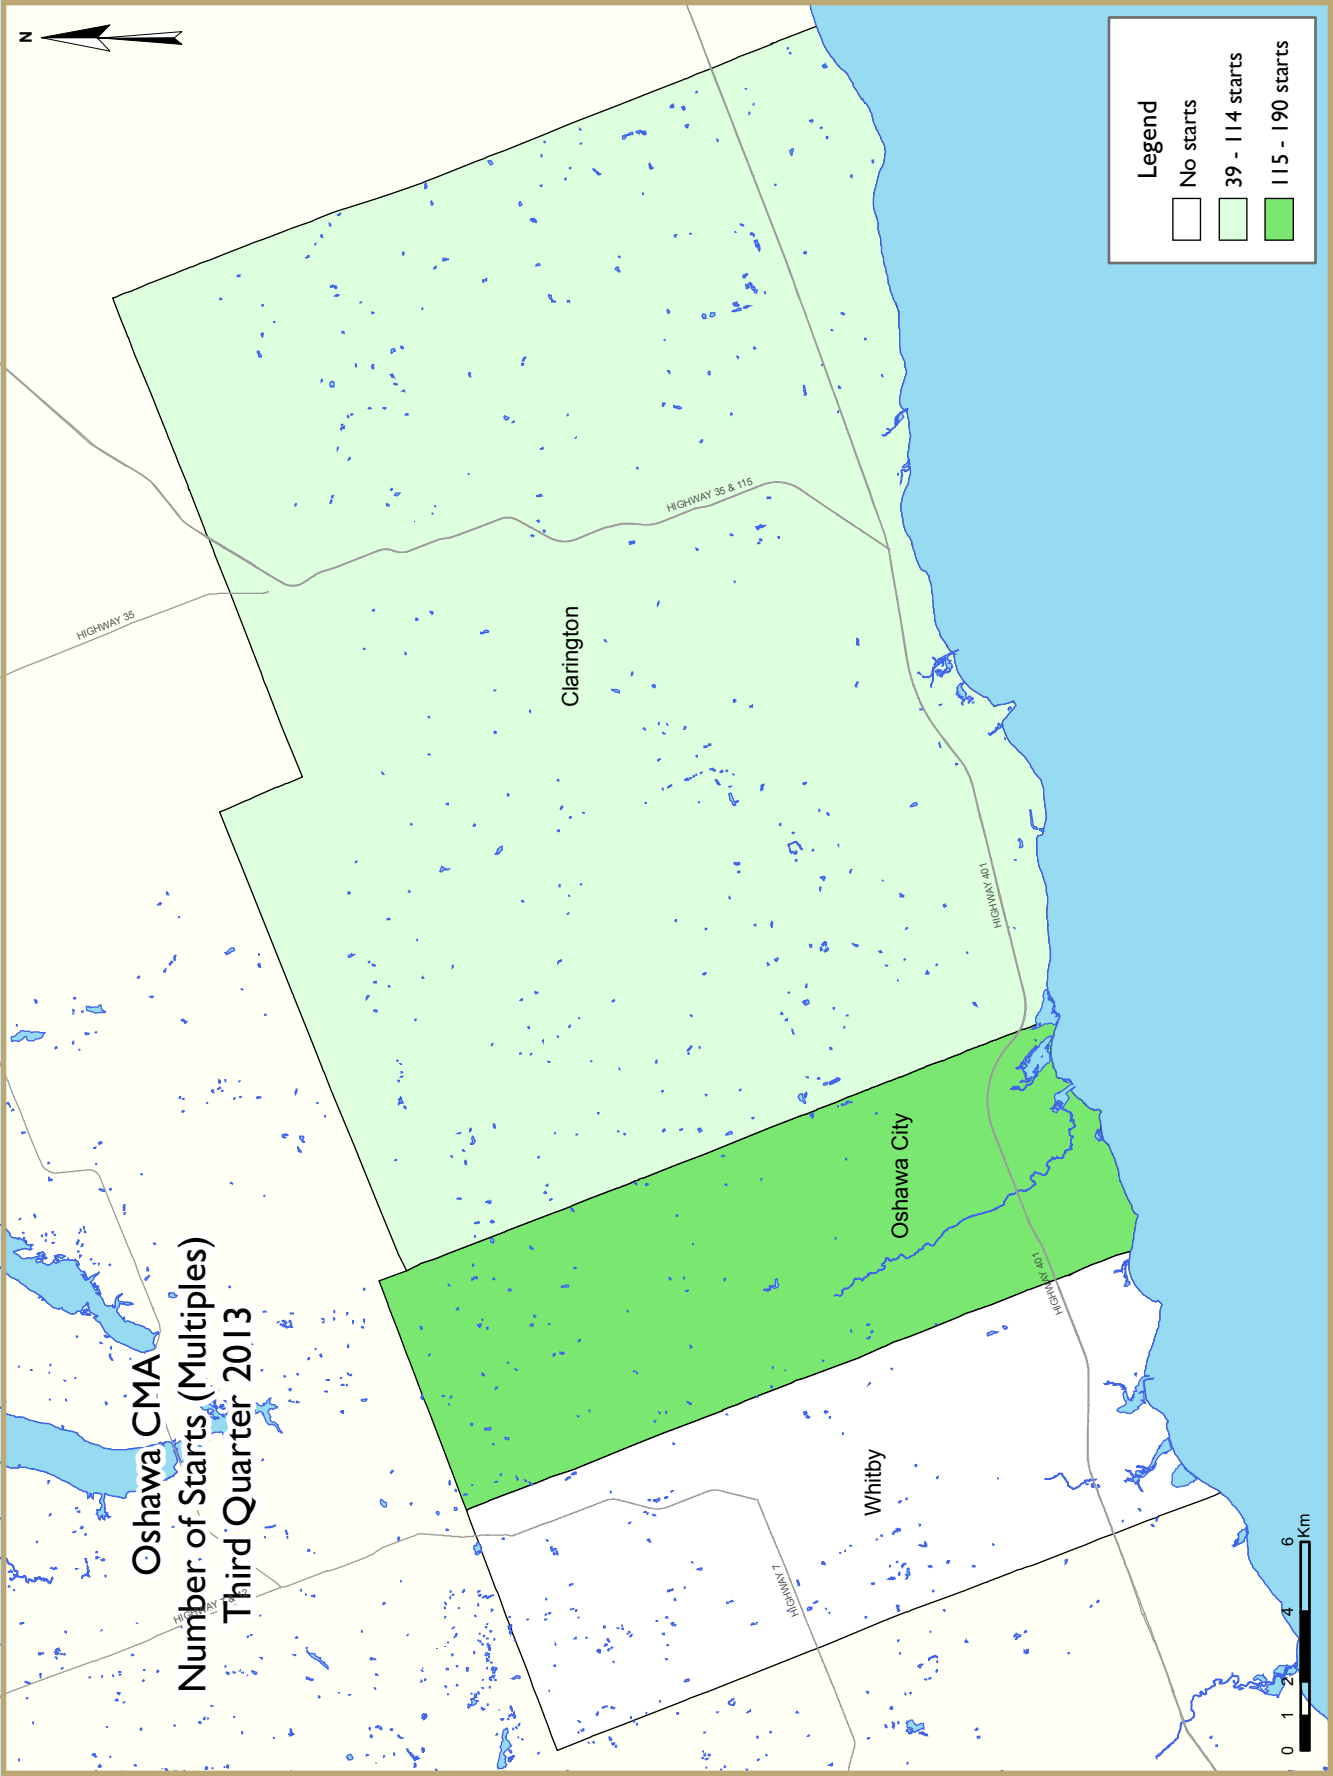 Oshawa CMA
Number of Starts (Multiples)
Third Quarter 2013
N
HIGHWAY 35
HIGHWAY 35 & 115
Clarington
HIGHWAY 401
Oshawa City
HIGHWAY 401
Whitby
HIGHWAY 7
HIGHWAY
Legend
No starts
39 - 114 starts
115 - 190 starts
0 1 2 4 6
Km